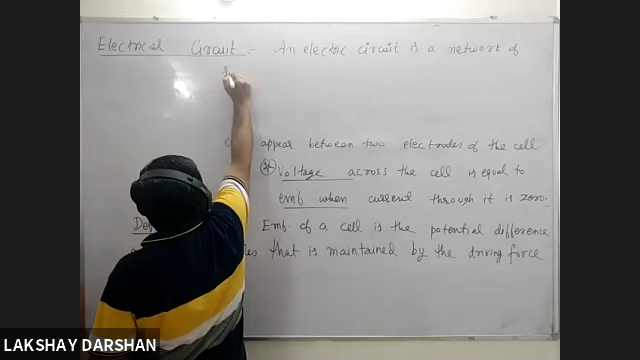 Electrical Circuit :- An electric circuit is a network of
appear between two electrodes of the cell
Voltage across the cell is equal to
emf when current through it is zero.
Emf of a cell is the potential difference
that is maintained by the driving force
LAKSHAY DARSHAN